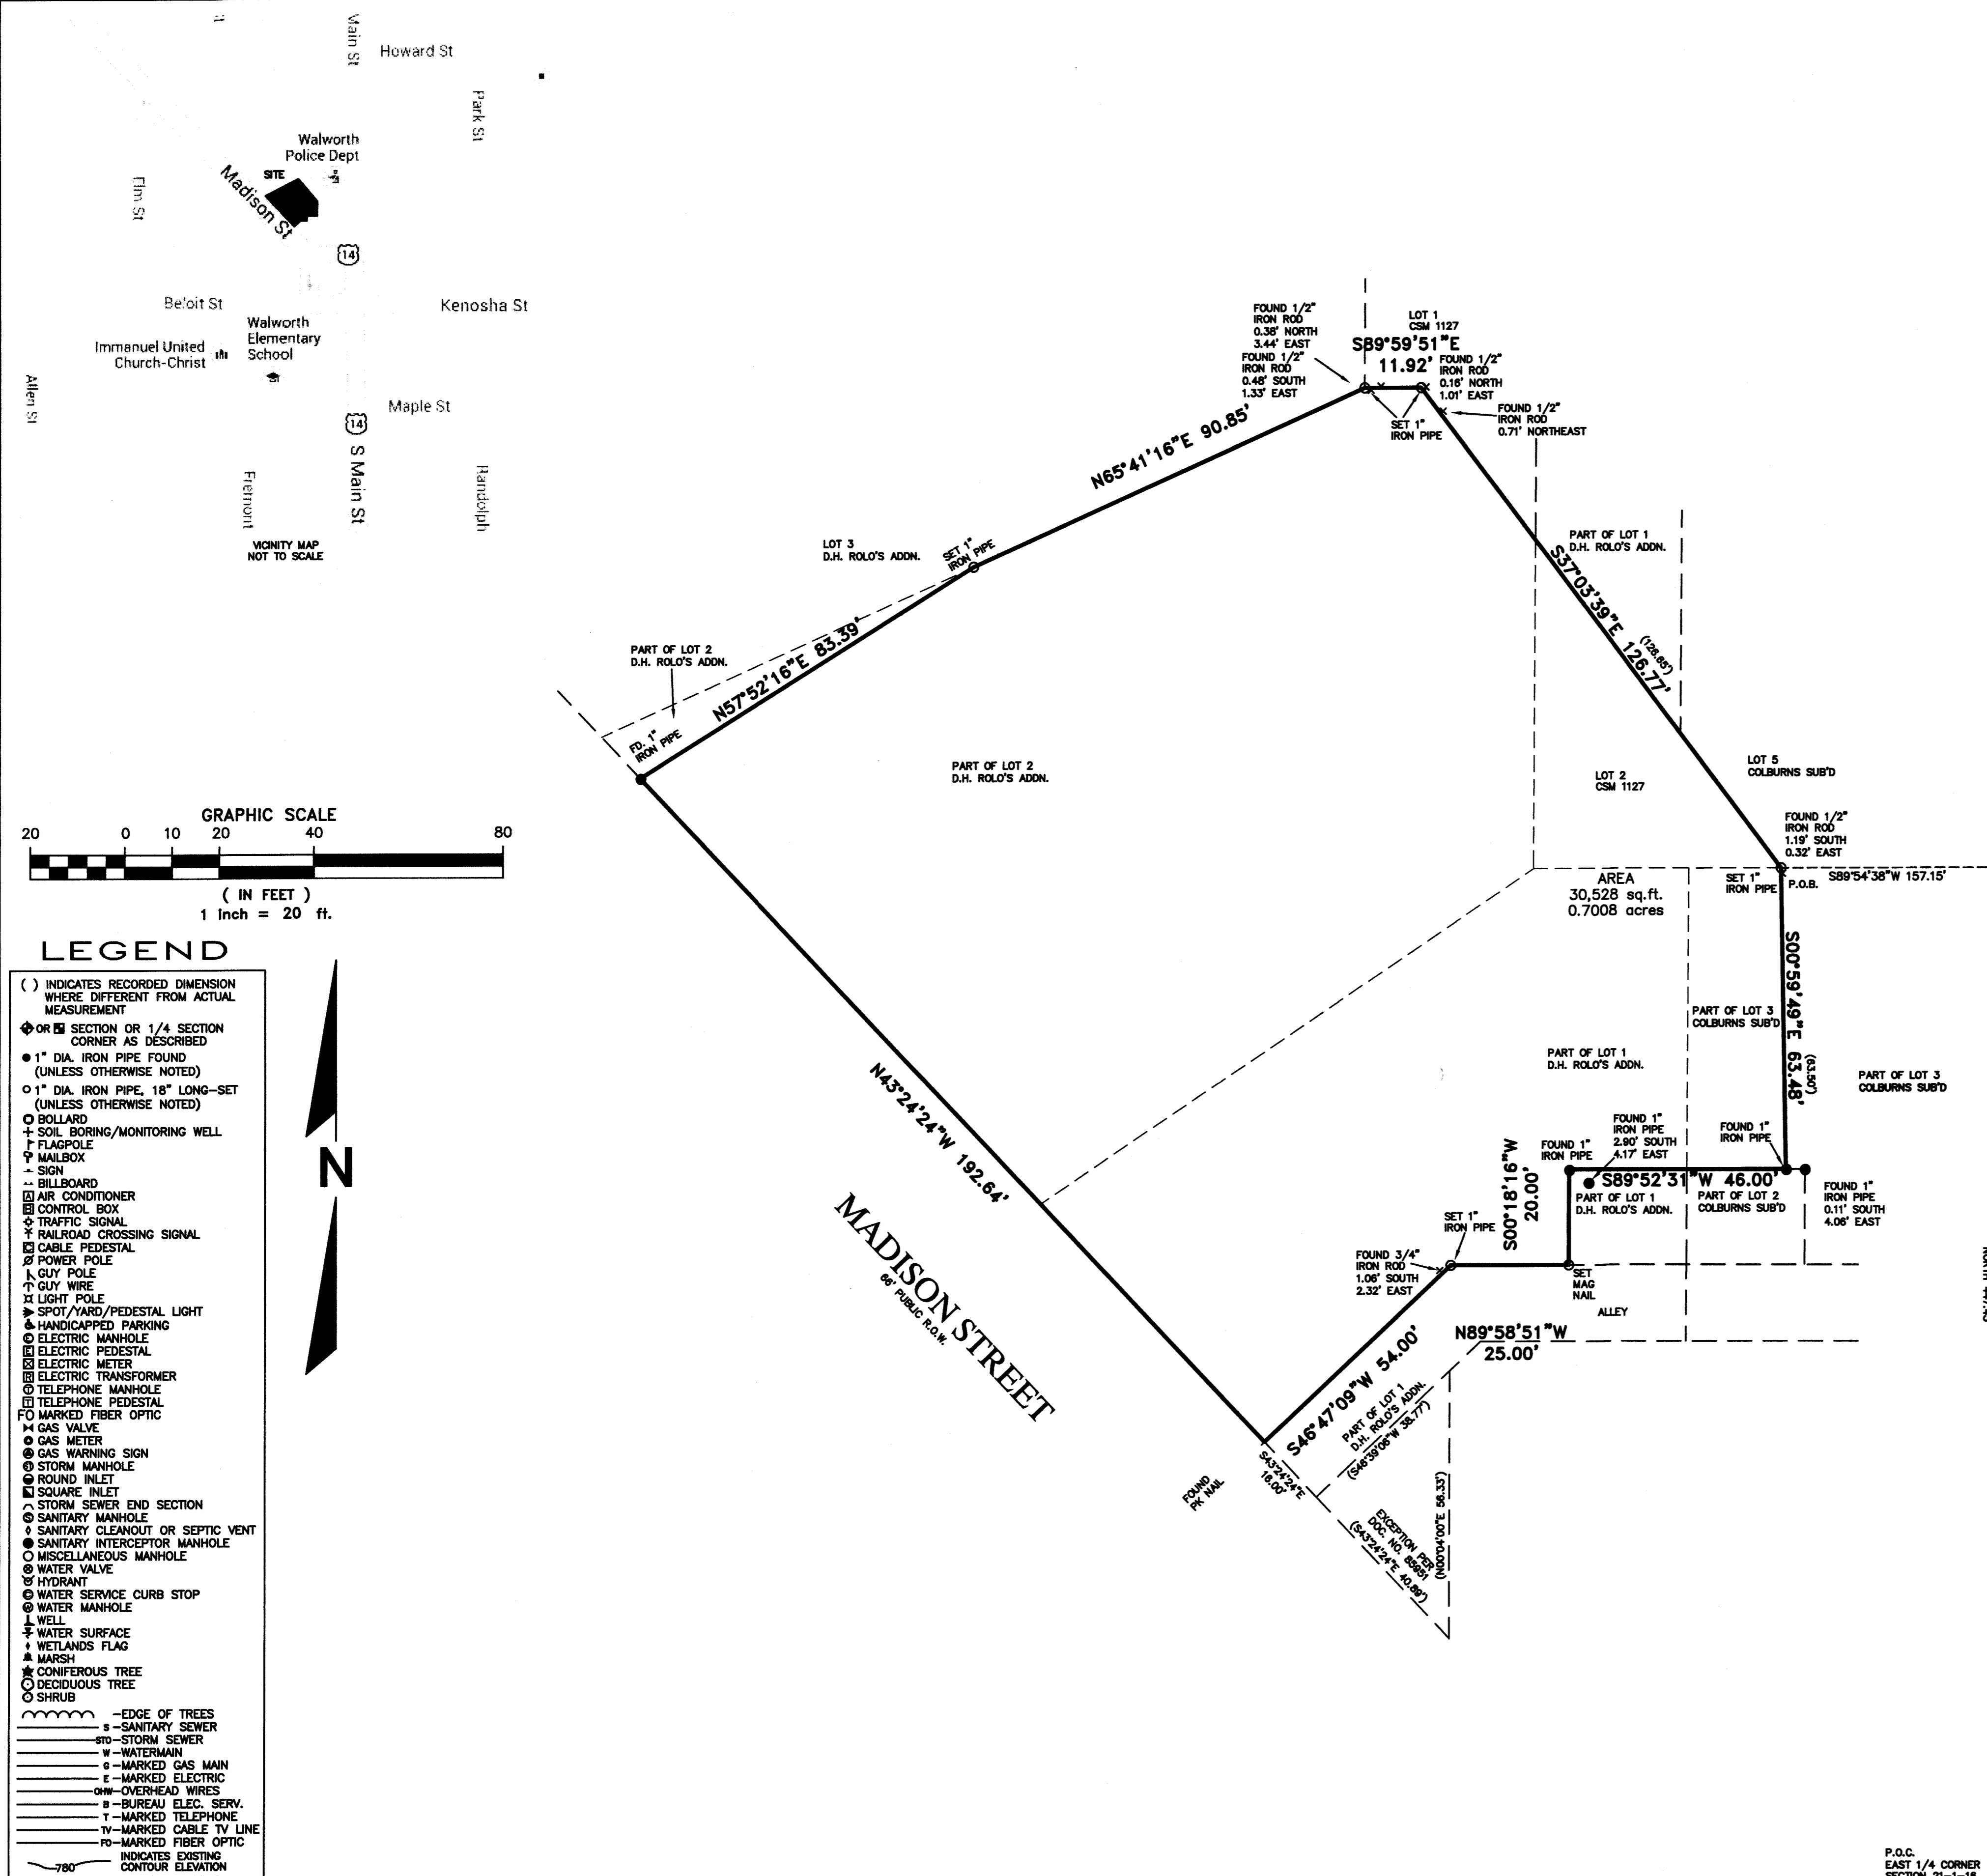 Main St
Howard St
Park St
Walworth
Police Dept
SITE
Madison St
Elm St
14
Beloit St
Kenosha St
Walworth
Elementary
School
Immanuel United
Church-Christ
Allen St
Maple St
14
S Main St
Fremont
Randolph
VICINITY MAP
NOT TO SCALE
FOUND 1/2"
IRON ROD
0.38' NORTH
3.44' EAST
FOUND 1/2"
IRON ROD
0.48' SOUTH
1.33' EAST
LOT 1
CSM 1127
S89°59'51"E
11.92'
FOUND 1/2"
IRON ROD
0.16' NORTH
1.01' EAST
FOUND 1/2"
IRON ROD
0.71' NORTHEAST
SET 1"
IRON PIPE
N65°41'16"E 90.85'
LOT 3
D.H. ROLO'S ADDN.
SET 1"
IRON PIPE
PART OF LOT 1
D.H. ROLO'S ADDN.
S37°03'39"E 126.77'
(126.65')
PART OF LOT 2
D.H. ROLO'S ADDN.
N57°52'16"E 83.39'
FD. 1"
IRON PIPE
PART OF LOT 2
D.H. ROLO'S ADDN.
LOT 2
CSM 1127
LOT 5
COLBURNS SUB'D
FOUND 1/2"
IRON ROD
1.19' SOUTH
0.32' EAST
SET 1"
IRON PIPE
P.O.B.
S89°54'38"W 157.15'
AREA
30,528 sq.ft.
0.7008 acres
S00°59'49"E 63.48'
(63.50')
PART OF LOT 3
COLBURNS SUB'D
PART OF LOT 1
D.H. ROLO'S ADDN.
PART OF LOT 3
COLBURNS SUB'D
FOUND 1"
IRON PIPE
2.90' SOUTH
4.17' EAST
FOUND 1"
IRON PIPE
FOUND 1"
IRON PIPE
S89°52'31"W 46.00'
PART OF LOT 1
D.H. ROLO'S ADDN.
PART OF LOT 2
COLBURNS SUB'D
FOUND 1"
IRON PIPE
0.11' SOUTH
4.06' EAST
S00°18'16"W
20.00'
SET 1"
IRON PIPE
FOUND 3/4"
IRON ROD
1.06' SOUTH
2.32' EAST
SET
MAG
NAIL
ALLEY
N89°58'51"W
25.00'
N43°24'24"W 192.64'
MADISON STREET
66' PUBLIC R.O.W.
S46°47'09"W 54.00'
PART OF LOT 1
D.H. ROLO'S ADDN.
(S46°39'06"W 38.77')
S43°24'24"E
16.00'
FOUND
PK NAIL
EXCEPTION PER
DOC. NO. 85951
(S43°24'24"E 40.89')
(N00°04'00"E 56.33')
P.O.C.
EAST 1/4 CORNER
SECTION 21-1-16
GRAPHIC SCALE
20 0 10 20 40 80
( IN FEET )
1 inch = 20 ft.
LEGEND
( ) INDICATES RECORDED DIMENSION
WHERE DIFFERENT FROM ACTUAL
MEASUREMENT
OR SECTION OR 1/4 SECTION
CORNER AS DESCRIBED
1" DIA. IRON PIPE FOUND
(UNLESS OTHERWISE NOTED)
1" DIA. IRON PIPE, 18" LONG-SET
(UNLESS OTHERWISE NOTED)
BOLLARD
SOIL BORING/MONITORING WELL
FLAGPOLE
MAILBOX
SIGN
BILLBOARD
AIR CONDITIONER
CONTROL BOX
TRAFFIC SIGNAL
RAILROAD CROSSING SIGNAL
CABLE PEDESTAL
POWER POLE
GUY POLE
GUY WIRE
LIGHT POLE
SPOT/YARD/PEDESTAL LIGHT
HANDICAPPED PARKING
ELECTRIC MANHOLE
ELECTRIC PEDESTAL
ELECTRIC METER
ELECTRIC TRANSFORMER
TELEPHONE MANHOLE
TELEPHONE PEDESTAL
FO MARKED FIBER OPTIC
GAS VALVE
GAS METER
GAS WARNING SIGN
STORM MANHOLE
ROUND INLET
SQUARE INLET
STORM SEWER END SECTION
SANITARY MANHOLE
SANITARY CLEANOUT OR SEPTIC VENT
SANITARY INTERCEPTOR MANHOLE
MISCELLANEOUS MANHOLE
WATER VALVE
HYDRANT
WATER SERVICE CURB STOP
WATER MANHOLE
WELL
WATER SURFACE
WETLANDS FLAG
MARSH
CONIFEROUS TREE
DECIDUOUS TREE
SHRUB
-EDGE OF TREES
S -SANITARY SEWER
STO-STORM SEWER
W -WATERMAIN
G -MARKED GAS MAIN
E -MARKED ELECTRIC
OHW-OVERHEAD WIRES
B -BUREAU ELEC. SERV.
T -MARKED TELEPHONE
TV-MARKED CABLE TV LINE
FO-MARKED FIBER OPTIC
780 INDICATES EXISTING
CONTOUR ELEVATION
N